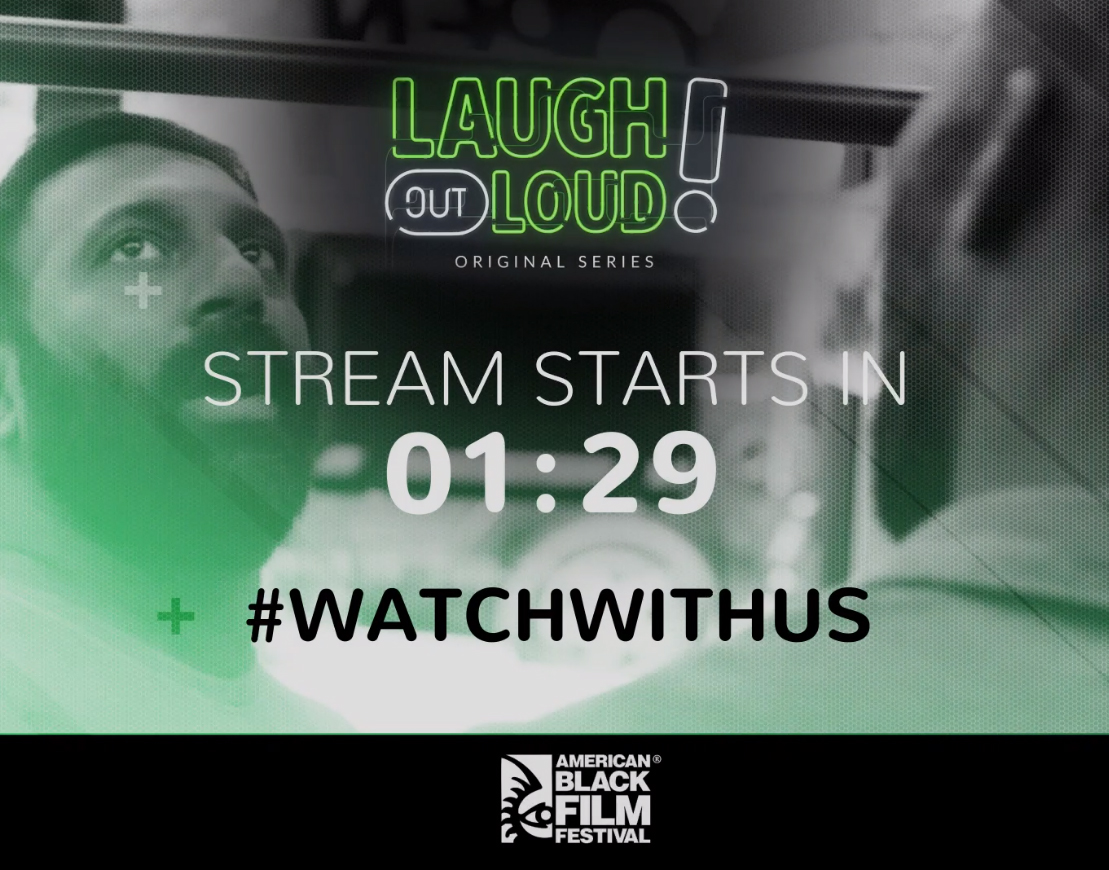 LAUGH
OUT LOUD!
ORIGINAL SERIES
STREAM STARTS IN
01:29
#WATCHWITHUS
AMERICAN®
BLACK
FILM
FESTIVAL